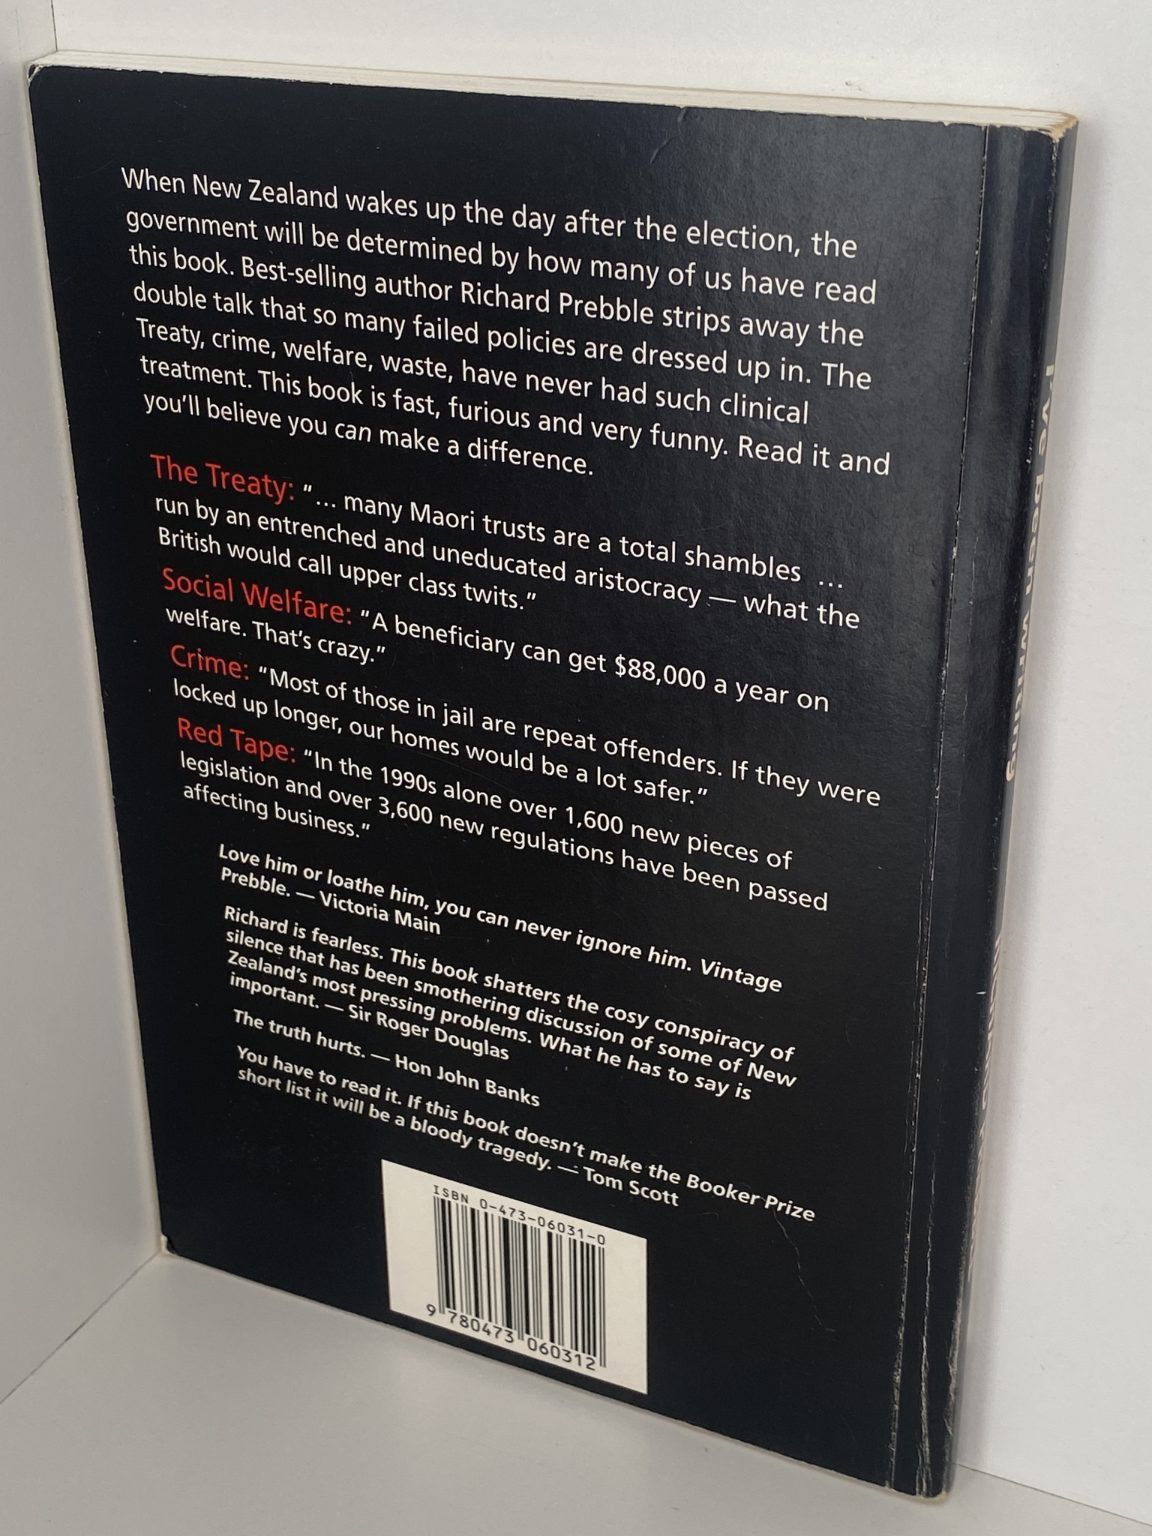 When New Zealand wakes up the day after the election, the
government will be determined by how many of us have read
this book. Best-selling author Richard Prebble strips away the
double talk that so many failed policies are dressed up in. The
Treaty, crime, welfare, waste, have never had such clinical
treatment. This book is fast, furious and very funny. Read it and
you'll believe you can make a difference.
The Treaty: "... many Maori trusts are a total shambles ...
run by an entrenched and uneducated aristocracy — what the
British would call upper class twits."
Social Welfare: "A beneficiary can get $88,000 a year on
welfare. That's crazy."
Crime: "Most of those in jail are repeat offenders. If they were
locked up longer, our homes would be a lot safer."
Red Tape: "In the 1990s alone over 1,600 new pieces of
legislation and over 3,600 new regulations have been passed
affecting business."
Love him or loathe him, you can never ignore him. Vintage
Prebble. — Victoria Main
Richard is fearless. This book shatters the cosy conspiracy of
silence that has been smothering discussion of some of New
Zealand's most pressing problems. What he has to say is
important. — Sir Roger Douglas
The truth hurts. — Hon John Banks
You have to read it. If this book doesn't make the Booker Prize
short list it will be a bloody tragedy. — Tom Scott
ISBN 0-473-06031-0
9 780473 060312
I've been writing